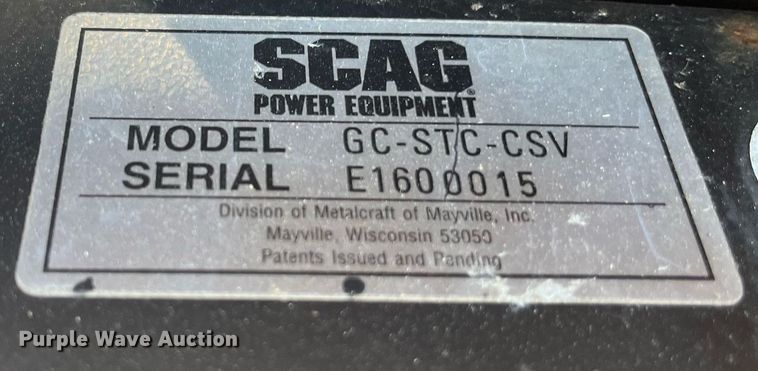 SCAG®
POWER EQUIPMENT
MODEL GC-STC-CSV
SERIAL E1600015
Division of Metalcraft of Mayville, Inc.
Mayville, Wisconsin 53050
Patents Issued and Pending
Purple Wave Auction